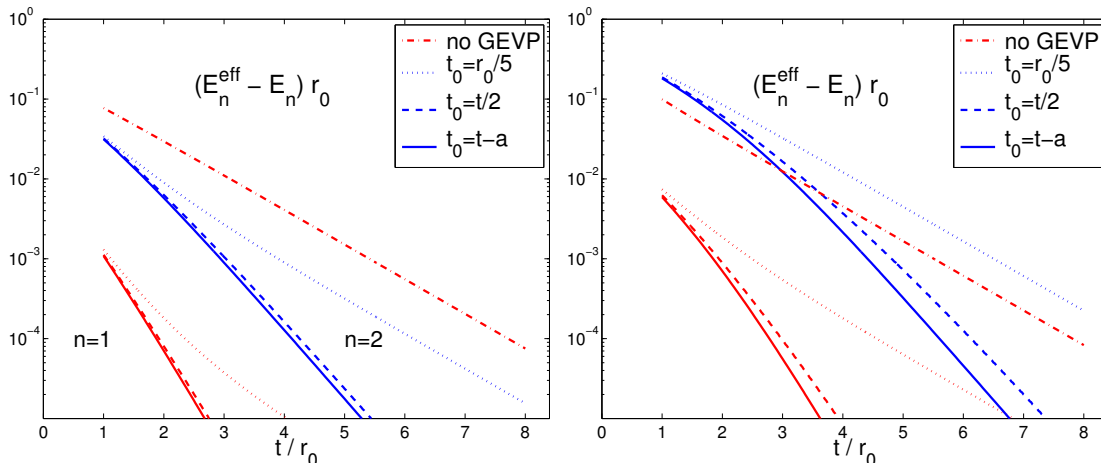 10^0
10^-1
10^-2
10^-3
10^-4
(E_n^eff − E_n) r_0
no GEVP
t_0=r_0/5
t_0=t/2
t_0=t−a
n=1
n=2
0 1 2 3 4 5 6 7 8
t / r_0
10^0
10^-1
10^-2
10^-3
10^-4
(E_n^eff − E_n) r_0
no GEVP
t_0=r_0/5
t_0=t/2
t_0=t−a
0 1 2 3 4 5 6 7 8
t / r_0